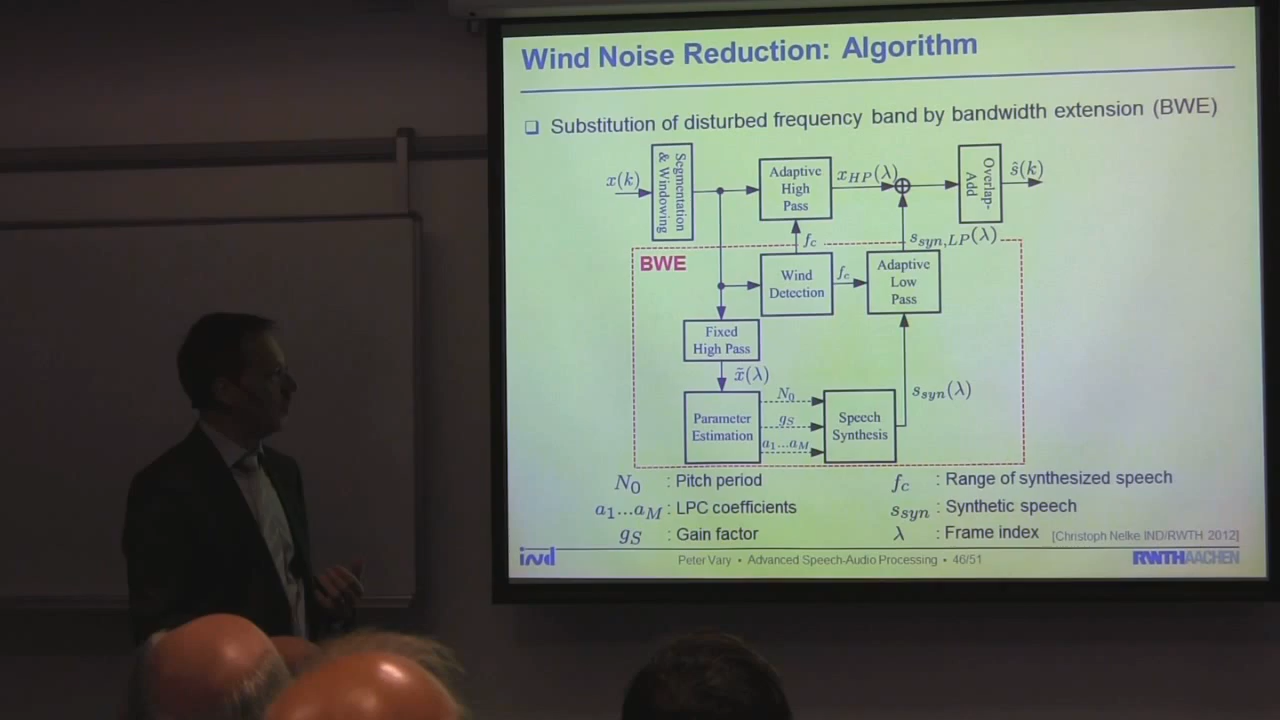 Wind Noise Reduction: Algorithm
❑ Substitution of disturbed frequency band by bandwidth extension (BWE)
x(k)
Segmentation
& Windowing
Adaptive
High
Pass
x_HP(λ)
Overlap-
Add
ŝ(k)
f_c
s_syn,LP(λ)
BWE
Wind
Detection
f_c
Adaptive
Low
Pass
Fixed
High Pass
x̃(λ)
s_syn(λ)
Parameter
Estimation
N_0
g_S
a_1...a_M
Speech
Synthesis
N_0 : Pitch period
a_1...a_M : LPC coefficients
g_S : Gain factor
f_c : Range of synthesized speech
s_syn : Synthetic speech
λ : Frame index
[Christoph Nelke IND/RWTH 2012]
ind
Peter Vary • Advanced Speech-Audio Processing • 46/51
RWTHAACHEN